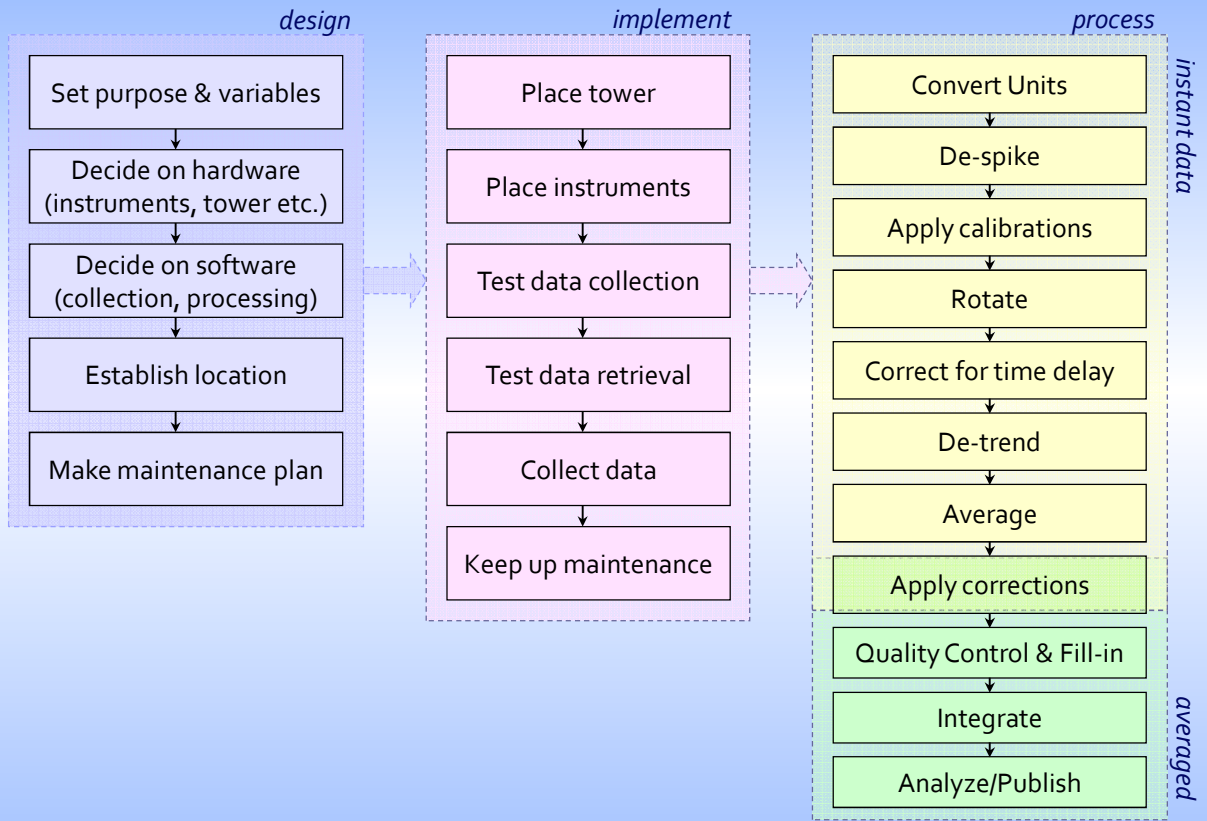 design
Set purpose & variables
Decide on hardware
(instruments, tower etc.)
Decide on software
(collection, processing)
Establish location
Make maintenance plan
implement
Place tower
Place instruments
Test data collection
Test data retrieval
Collect data
Keep up maintenance
process
instant data
Convert Units
De-spike
Apply calibrations
Rotate
Correct for time delay
De-trend
Average
Apply corrections
Quality Control & Fill-in
Integrate
Analyze/Publish
averaged